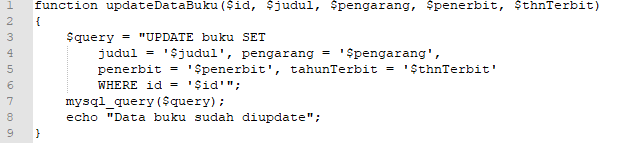 1 function updateDataBuku($id, $judul, $pengarang, $penerbit, $thnTerbit)
2 {
3     $query = "UPDATE buku SET
4         judul = '$judul', pengarang = '$pengarang',
5         penerbit = '$penerbit', tahunTerbit = '$thnTerbit'
6         WHERE id = '$id'";
7     mysql_query($query);
8     echo "Data buku sudah diupdate";
9 }